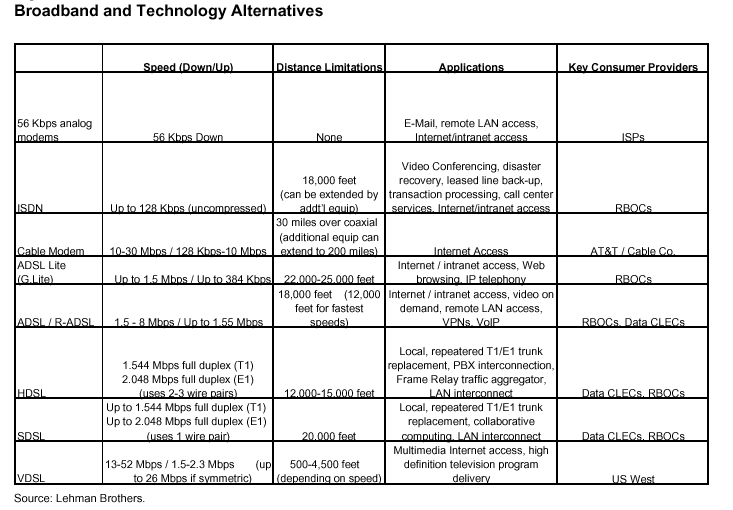 Broadband and Technology Alternatives
Speed (Down/Up) Distance Limitations Applications Key Consumer Providers
56 Kbps analog
modems
56 Kbps Down
None
E-Mail, remote LAN access,
Internet/intranet access
ISPs
ISDN
Up to 128 Kbps (uncompressed)
18,000 feet
(can be extended by
addt'l equip)
Video Conferencing, disaster
recovery, leased line back-up,
transaction processing, call center
services, Internet/intranet access
RBOCs
Cable Modem
10-30 Mbps / 128 Kbps-10 Mbps
30 miles over coaxial
(additional equip can
extend to 200 miles)
Internet Access
AT&T / Cable Co.
ADSL Lite
(G.Lite)
Up to 1.5 Mbps / Up to 384 Kbps
22,000-25,000 feet
Internet / intranet access, Web
browsing, IP telephony
RBOCs
ADSL / R-ADSL
1.5 - 8 Mbps / Up to 1.55 Mbps
18,000 feet (12,000
feet for fastest
speeds)
Internet / intranet access, video on
demand, remote LAN access,
VPNs, VoIP
RBOCs, Data CLECs
HDSL
1.544 Mbps full duplex (T1)
2.048 Mbps full duplex (E1)
(uses 2-3 wire pairs)
12,000-15,000 feet
Local, repeatered T1/E1 trunk
replacement, PBX interconnection,
Frame Relay traffic aggregator,
LAN interconnect
Data CLECs, RBOCs
SDSL
Up to 1.544 Mbps full duplex (T1)
Up to 2.048 Mbps full duplex (E1)
(uses 1 wire pair)
20,000 feet
Local, repeatered T1/E1 trunk
replacement, collaborative
computing, LAN interconnect
Data CLECs, RBOCs
VDSL
13-52 Mbps / 1.5-2.3 Mbps (up
to 26 Mbps if symmetric)
500-4,500 feet
(depending on speed)
Multimedia Internet access, high
definition television program
delivery
US West
Source: Lehman Brothers.